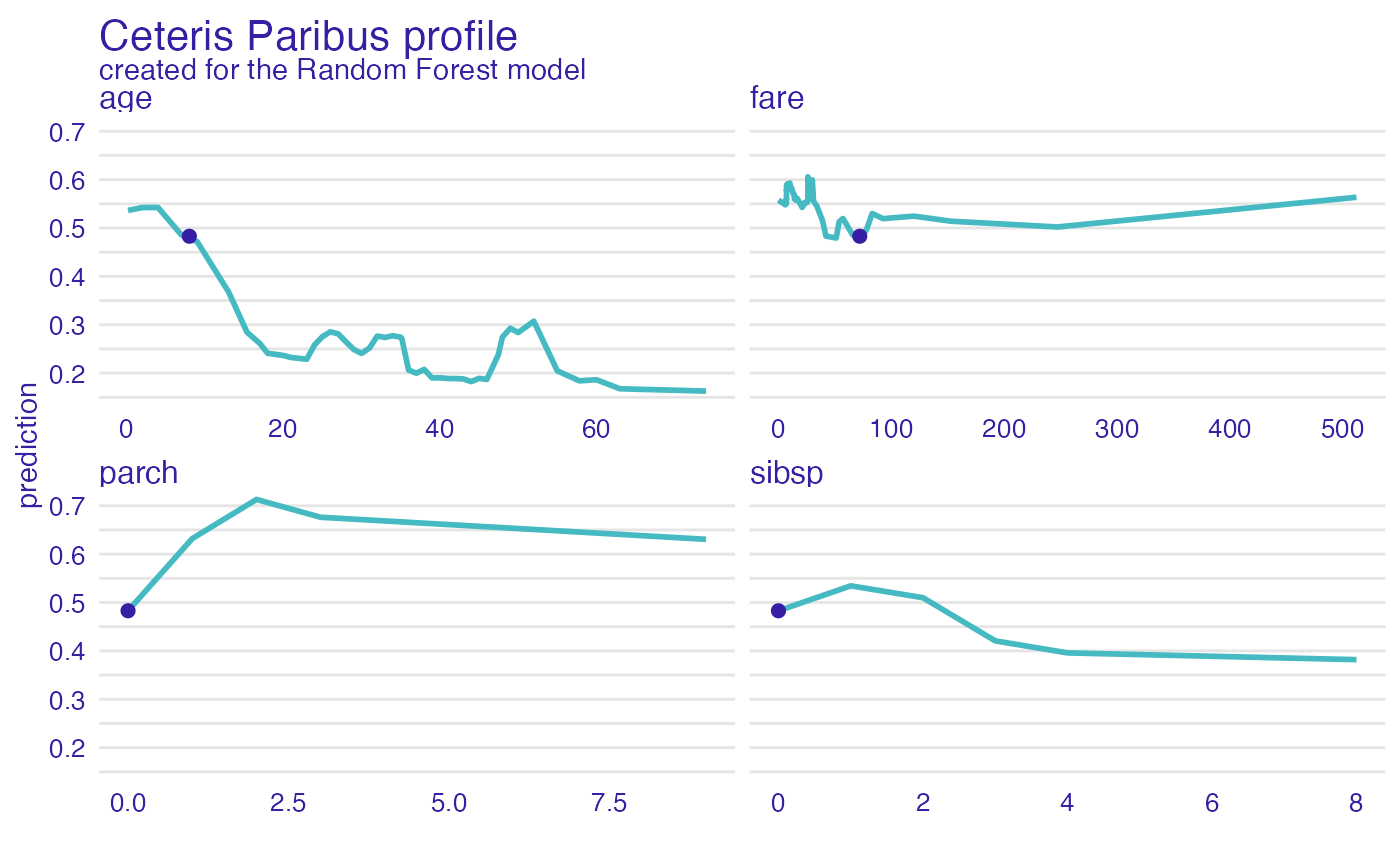 Ceteris Paribus profile
created for the Random Forest model
age
fare
0.7
0.6
0.5
0.4
0.3
0.2
0 20 40 60
0 100 200 300 400 500
prediction
parch
sibsp
0.7
0.6
0.5
0.4
0.3
0.2
0.0 2.5 5.0 7.5
0 2 4 6 8